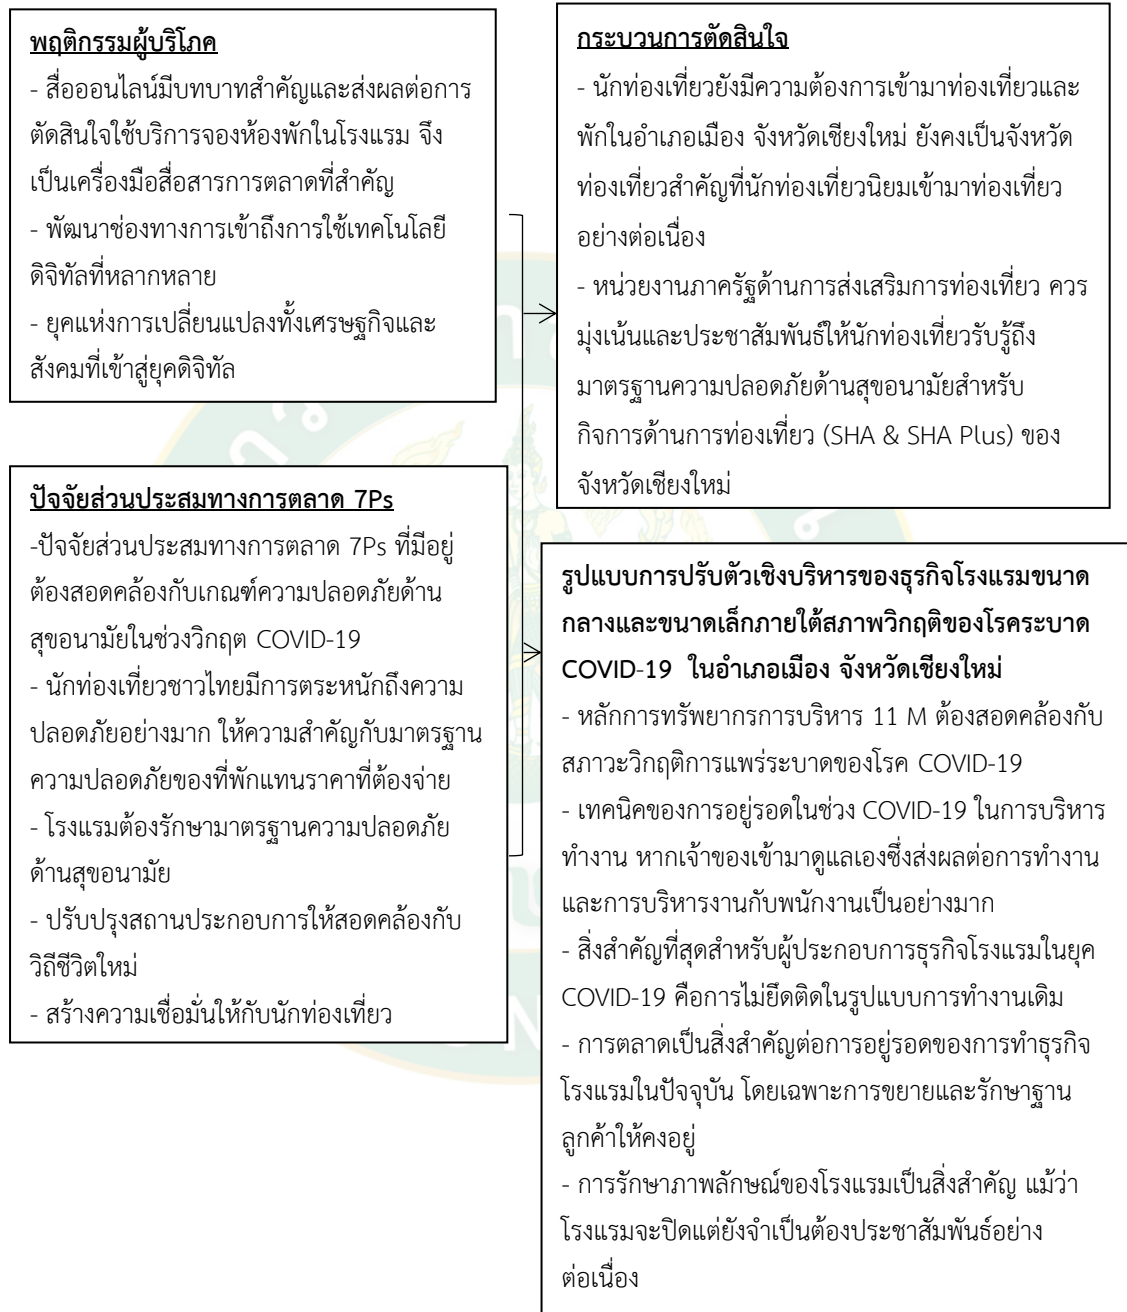 พฤติกรรมผู้บริโภค
- สื่อออนไลน์มีบทบาทสำคัญและส่งผลต่อการ
ตัดสินใจใช้บริการจองห้องพักในโรงแรม จึง
เป็นเครื่องมือสื่อสารการตลาดที่สำคัญ
- พัฒนาช่องทางการเข้าถึงการใช้เทคโนโลยี
ดิจิทัลที่หลากหลาย
- ยุคแห่งการเปลี่ยนแปลงทั้งเศรษฐกิจและ
สังคมที่เข้าสู่ยุคดิจิทัล
กระบวนการตัดสินใจ
- นักท่องเที่ยวยังมีความต้องการเข้ามาท่องเที่ยวและ
พักในอำเภอเมือง จังหวัดเชียงใหม่ ยังคงเป็นจังหวัด
ท่องเที่ยวสำคัญที่นักท่องเที่ยวนิยมเข้ามาท่องเที่ยว
อย่างต่อเนื่อง
- หน่วยงานภาครัฐด้านการส่งเสริมการท่องเที่ยว ควร
มุ่งเน้นและประชาสัมพันธ์ให้นักท่องเที่ยวรับรู้ถึง
มาตรฐานความปลอดภัยด้านสุขอนามัยสำหรับ
กิจการด้านการท่องเที่ยว (SHA & SHA Plus) ของ
จังหวัดเชียงใหม่
ปัจจัยส่วนประสมทางการตลาด 7Ps
-ปัจจัยส่วนประสมทางการตลาด 7Ps ที่มีอยู่
ต้องสอดคล้องกับเกณฑ์ความปลอดภัยด้าน
สุขอนามัยในช่วงวิกฤต COVID-19
- นักท่องเที่ยวชาวไทยมีการตระหนักถึงความ
ปลอดภัยอย่างมาก ให้ความสำคัญกับมาตรฐาน
ความปลอดภัยของที่พักแทนราคาที่ต้องจ่าย
- โรงแรมต้องรักษามาตรฐานความปลอดภัย
ด้านสุขอนามัย
- ปรับปรุงสถานประกอบการให้สอดคล้องกับ
วิถีชีวิตใหม่
- สร้างความเชื่อมั่นให้กับนักท่องเที่ยว
รูปแบบการปรับตัวเชิงบริหารของธุรกิจโรงแรมขนาด
กลางและขนาดเล็กภายใต้สภาพวิกฤติของโรคระบาด
COVID-19 ในอำเภอเมือง จังหวัดเชียงใหม่
- หลักการทรัพยากรการบริหาร 11 M ต้องสอดคล้องกับ
สภาวะวิกฤติการแพร่ระบาดของโรค COVID-19
- เทคนิคของการอยู่รอดในช่วง COVID-19 ในการบริหาร
ทำงาน หากเจ้าของเข้ามาดูแลเองซึ่งส่งผลต่อการทำงาน
และการบริหารงานกับพนักงานเป็นอย่างมาก
- สิ่งสำคัญที่สุดสำหรับผู้ประกอบการธุรกิจโรงแรมในยุค
COVID-19 คือการไม่ยึดติดในรูปแบบการทำงานเดิม
- การตลาดเป็นสิ่งสำคัญต่อการอยู่รอดของการทำธุรกิจ
โรงแรมในปัจจุบัน โดยเฉพาะการขยายและรักษาฐาน
ลูกค้าให้คงอยู่
- การรักษาภาพลักษณ์ของโรงแรมเป็นสิ่งสำคัญ แม้ว่า
โรงแรมจะปิดแต่ยังจำเป็นต้องประชาสัมพันธ์อย่าง
ต่อเนื่อง